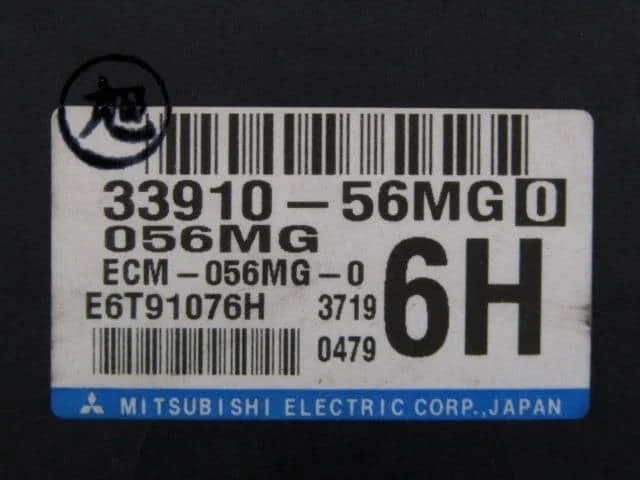 旭
33910-56MG 0
056MG
ECM-056MG-0
6H
E6T91076H 3719
0479
MITSUBISHI ELECTRIC CORP.,JAPAN